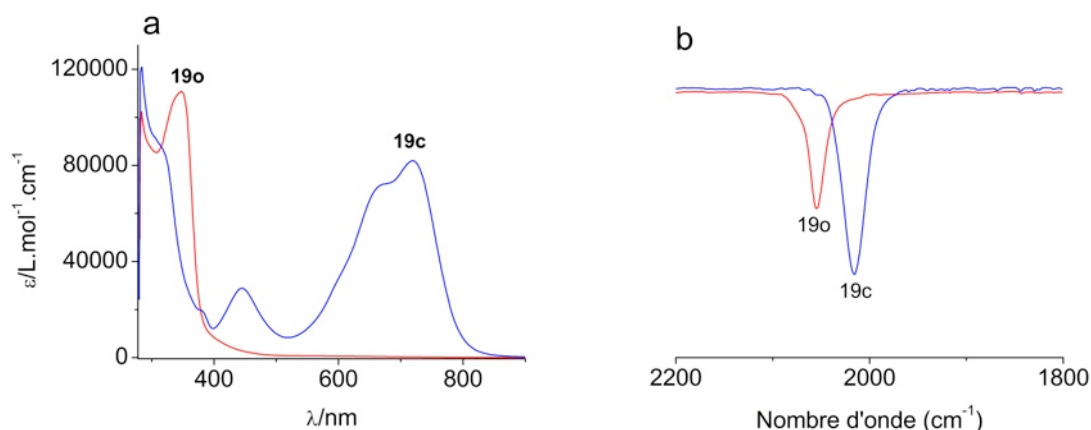 a
19o
19c
120000
80000
40000
0
ε/L.mol⁻¹.cm⁻¹
400 600 800
λ/nm
b
19o
19c
2200 2000 1800
Nombre d'onde (cm⁻¹)